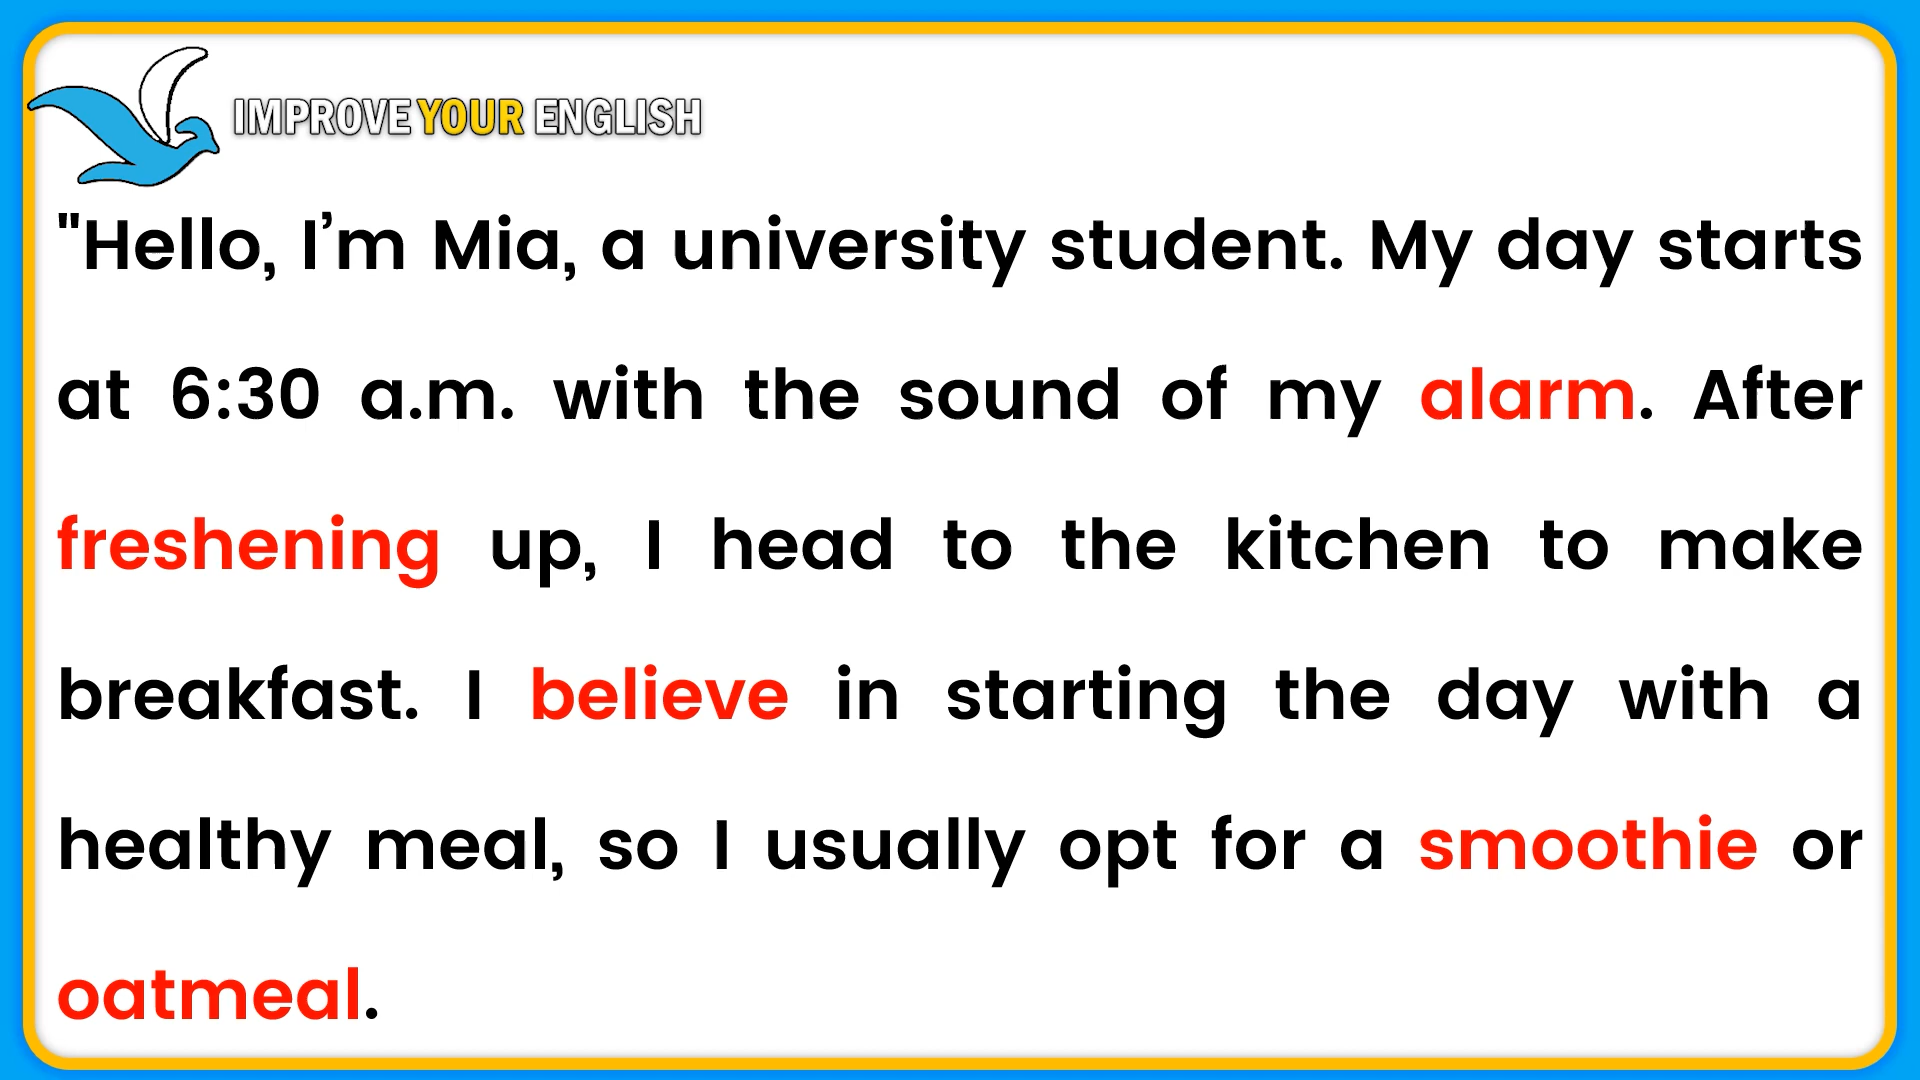 IMPROVE YOUR ENGLISH
"Hello, I’m Mia, a university student. My day starts
at 6:30 a.m. with the sound of my alarm. After
freshening up, I head to the kitchen to make
breakfast. I believe in starting the day with a
healthy meal, so I usually opt for a smoothie or
oatmeal.